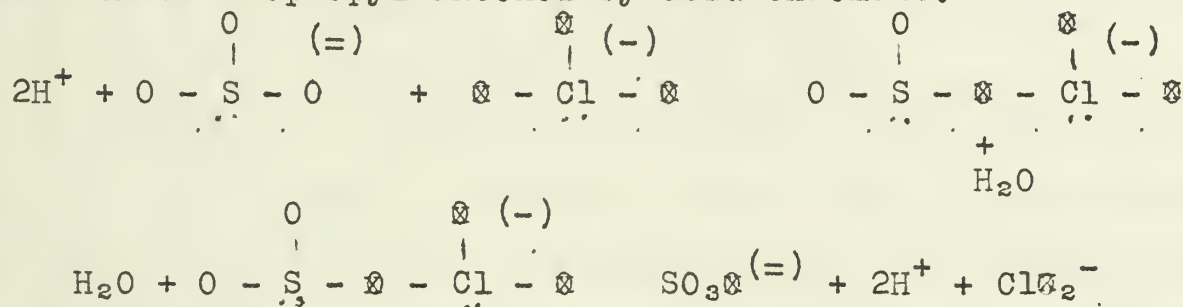 O (=) ⊗ (-) O ⊗ (-)
2H⁺ + O - S - O + ⊗ - Cl - ⊗ O - S - ⊗ - Cl - ⊗
+
H₂O
O ⊗ (-)
H₂O + O - S - ⊗ - Cl - ⊗ SO₃⊗(=) + 2H⁺ + Cl⊗₂⁻